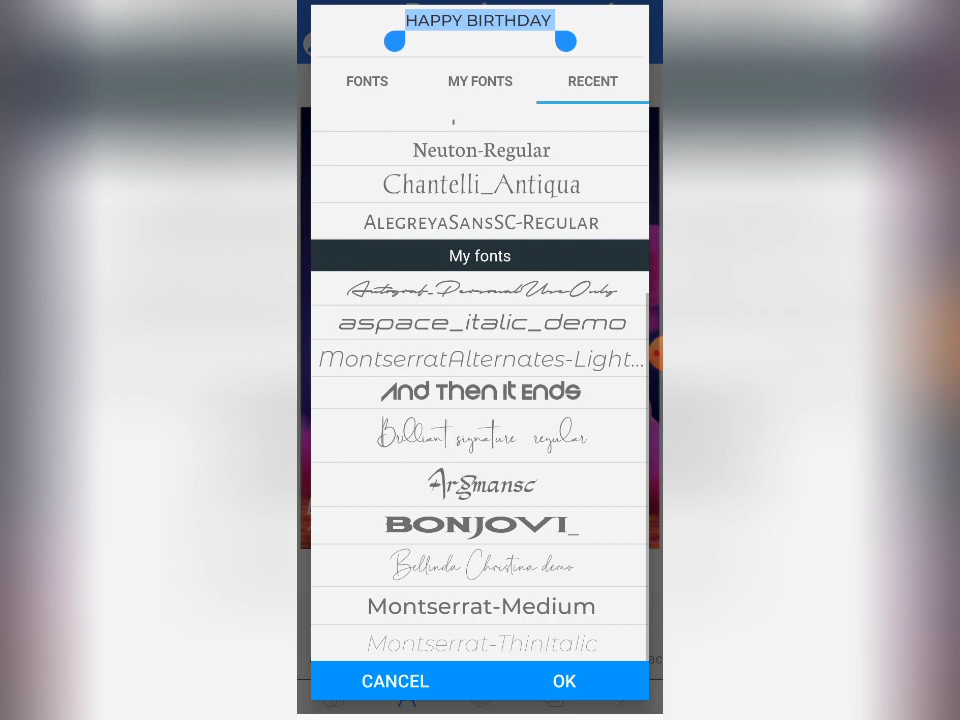 HAPPY BIRTHDAY
FONTS MY FONTS RECENT
Neuton-Regular
Chantelli_Antiqua
AlegreyaSansSC-Regular
My fonts
Autograf_PersonalUseOnly
aspace_italic_demo
MontserratAlternates-Light...
And Then It Ends
Brilliant signature regular
Argmansc
BONJOVI_
Bellinda Christina demo
Montserrat-Medium
Montserrat-ThinItalic
CANCEL OK